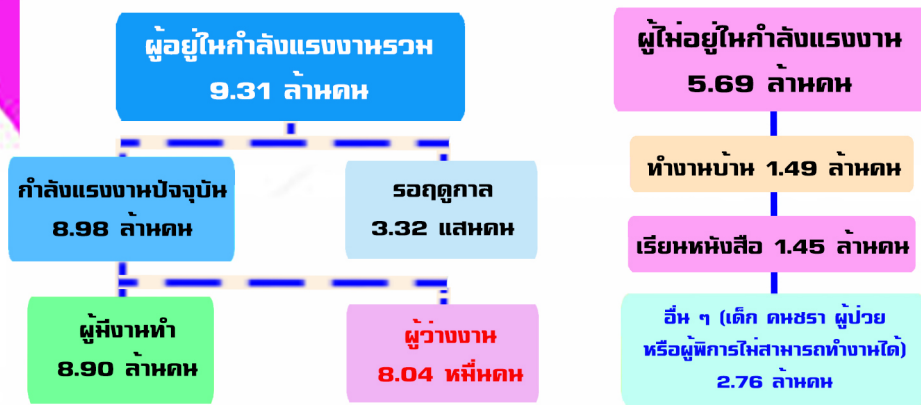 ผู้อยู่ในกำลังแรงงานรวม
9.31 ล้านคน
กำลังแรงงานปัจจุบัน
8.98 ล้านคน
รอฤดูกาล
3.32 แสนคน
ผู้มีงานทำ
8.90 ล้านคน
ผู้ว่างงาน
8.04 หมื่นคน
ผู้ไม่อยู่ในกำลังแรงงาน
5.69 ล้านคน
ทำงานบ้าน 1.49 ล้านคน
เรียนหนังสือ 1.45 ล้านคน
อื่น ๆ (เด็ก คนชรา ผู้ป่วย
หรือผู้พิการไม่สามารถทำงานได้)
2.76 ล้านคน